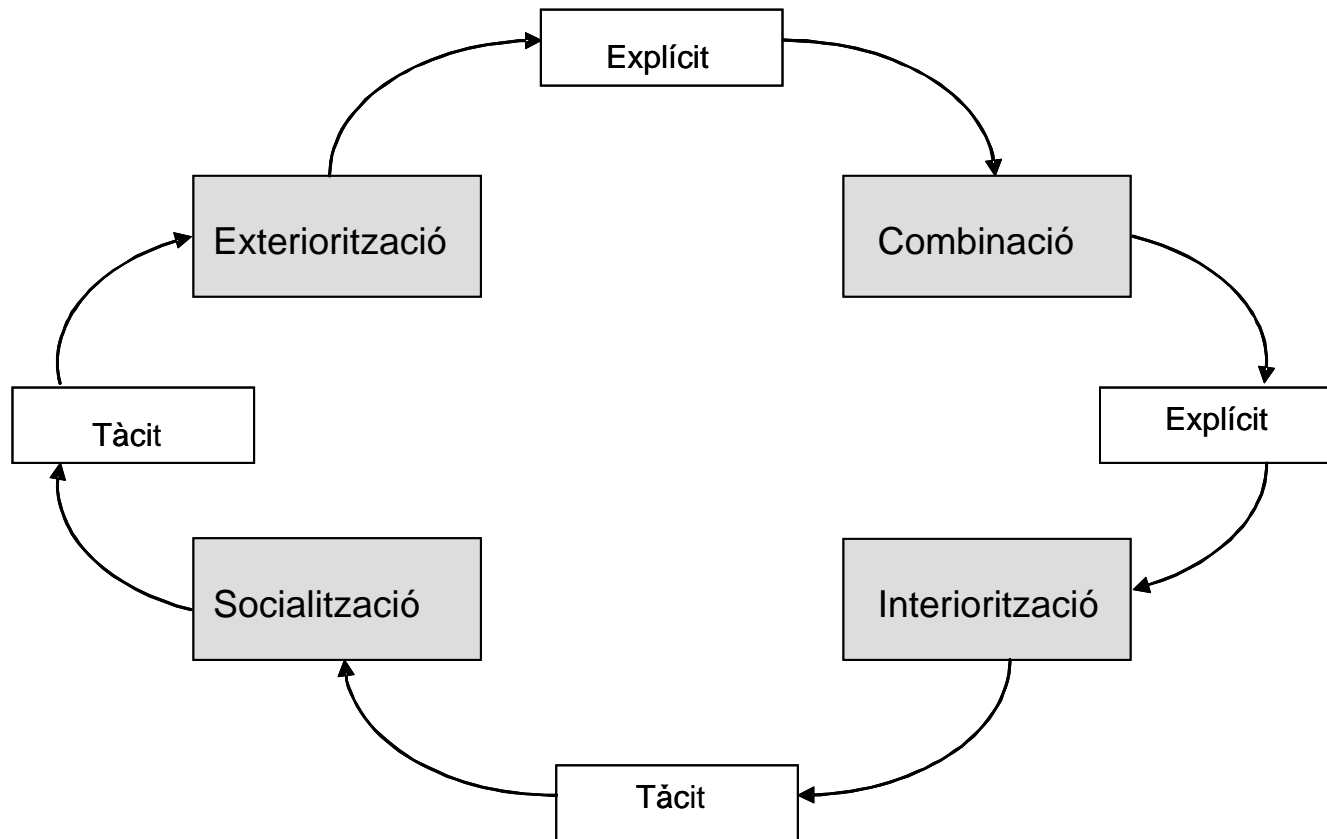 Explícit
Exteriorització
Combinació
Tàcit
Explícit
Socialització
Interiorització
Tàcit